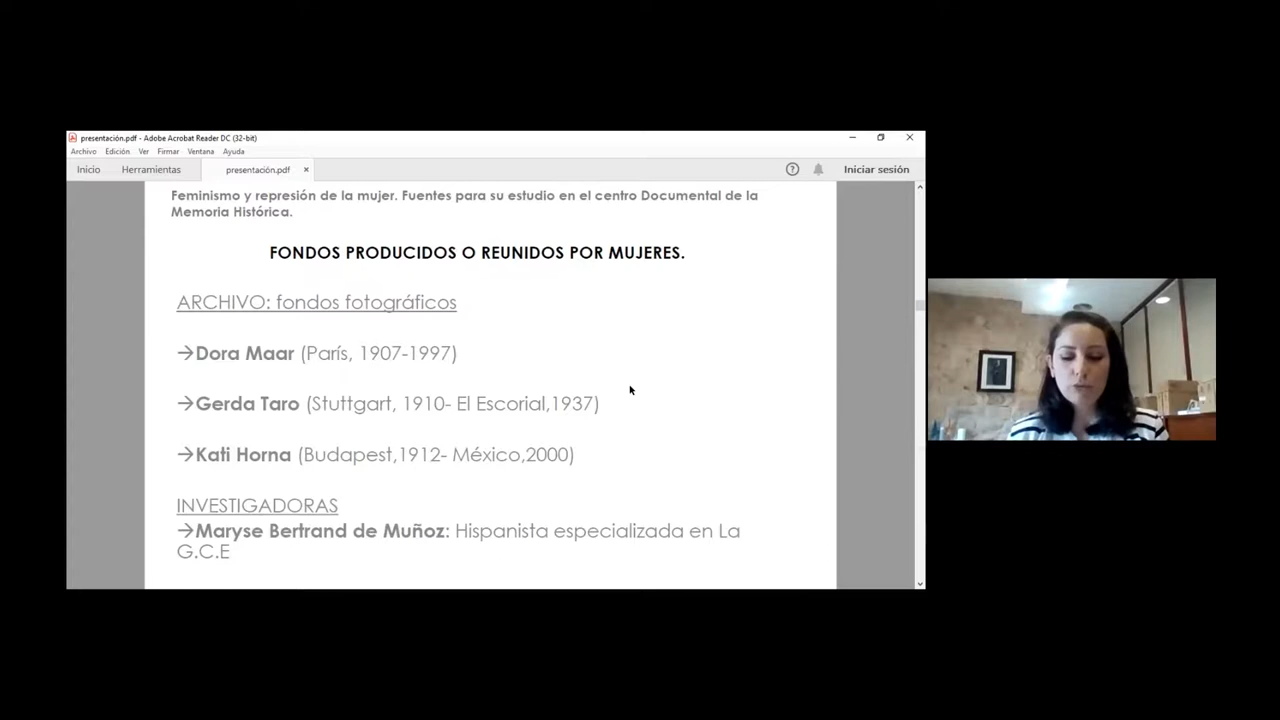 presentación.pdf - Adobe Acrobat Reader DC (32-bit)
Archivo Edición Ver Firmar Ventana Ayuda
Inicio Herramientas presentación.pdf × Iniciar sesión
Feminismo y represión de la mujer. Fuentes para su estudio en el centro Documental de la
Memoria Histórica.
FONDOS PRODUCIDOS O REUNIDOS POR MUJERES.
ARCHIVO: fondos fotográficos
→Dora Maar (París, 1907-1997)
→Gerda Taro (Stuttgart, 1910- El Escorial,1937)
→Kati Horna (Budapest,1912- México,2000)
INVESTIGADORAS
→Maryse Bertrand de Muñoz: Hispanista especializada en La
G.C.E